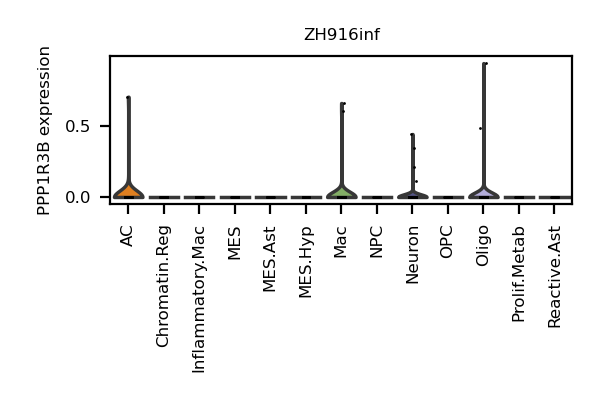 ZH916inf
PPP1R3B expression
0.5
0.0
AC
Chromatin.Reg
Inflammatory.Mac
MES
MES.Ast
MES.Hyp
Mac
NPC
Neuron
OPC
Oligo
Prolif.Metab
Reactive.Ast